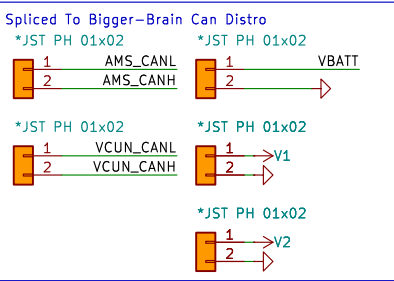 Spliced To Bigger-Brain Can Distro
*JST PH 01x02
1 AMS_CANL
2 AMS_CANH
*JST PH 01x02
1 VBATT
2
*JST PH 01x02
1 VCUN_CANL
2 VCUN_CANH
*JST PH 01x02
1 V1
2
*JST PH 01x02
1 V2
2